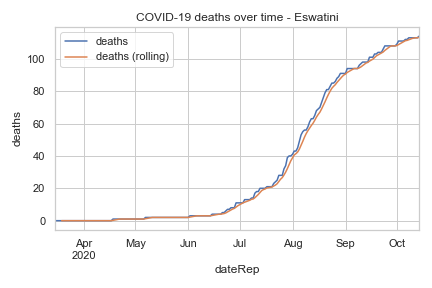 COVID-19 deaths over time - Eswatini
deaths
deaths (rolling)
deaths
100
80
60
40
20
0
Apr May Jun Jul Aug Sep Oct
2020
dateRep